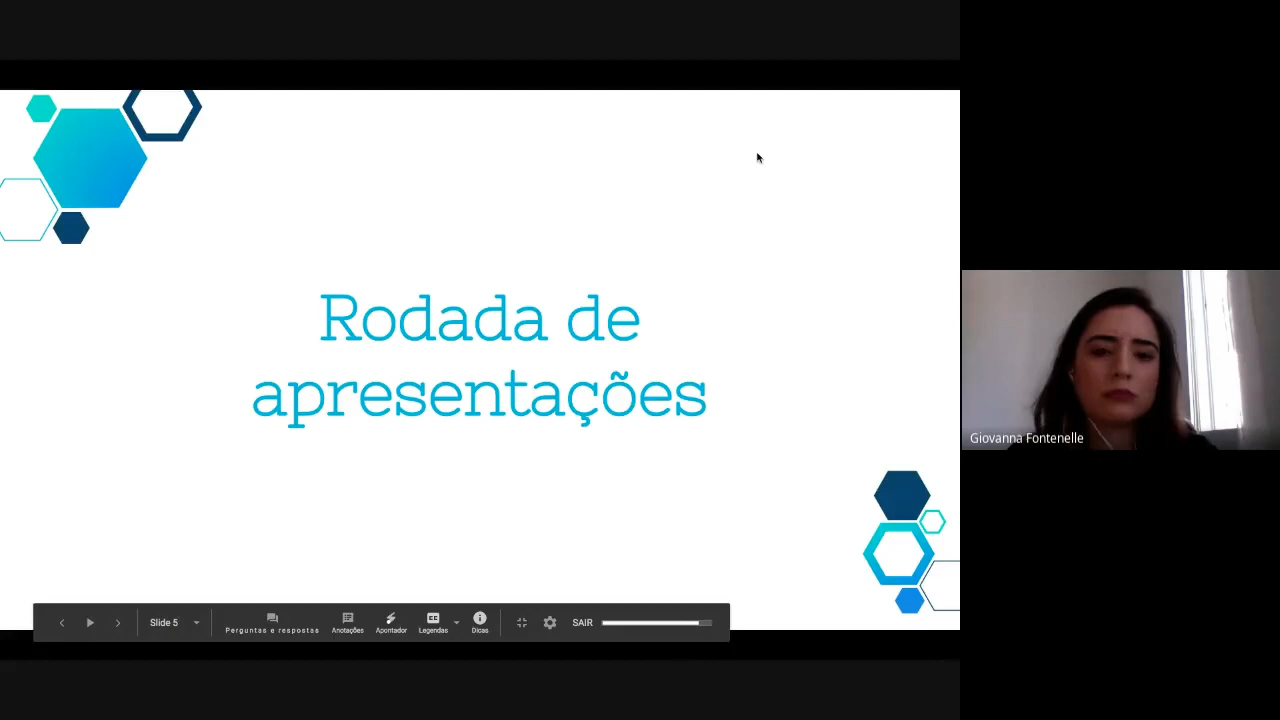 Rodada de
apresentações
Giovanna Fontenelle
Slide 5
Perguntas e respostas
Anotações
Apontador
Legendas
Dicas
SAIR